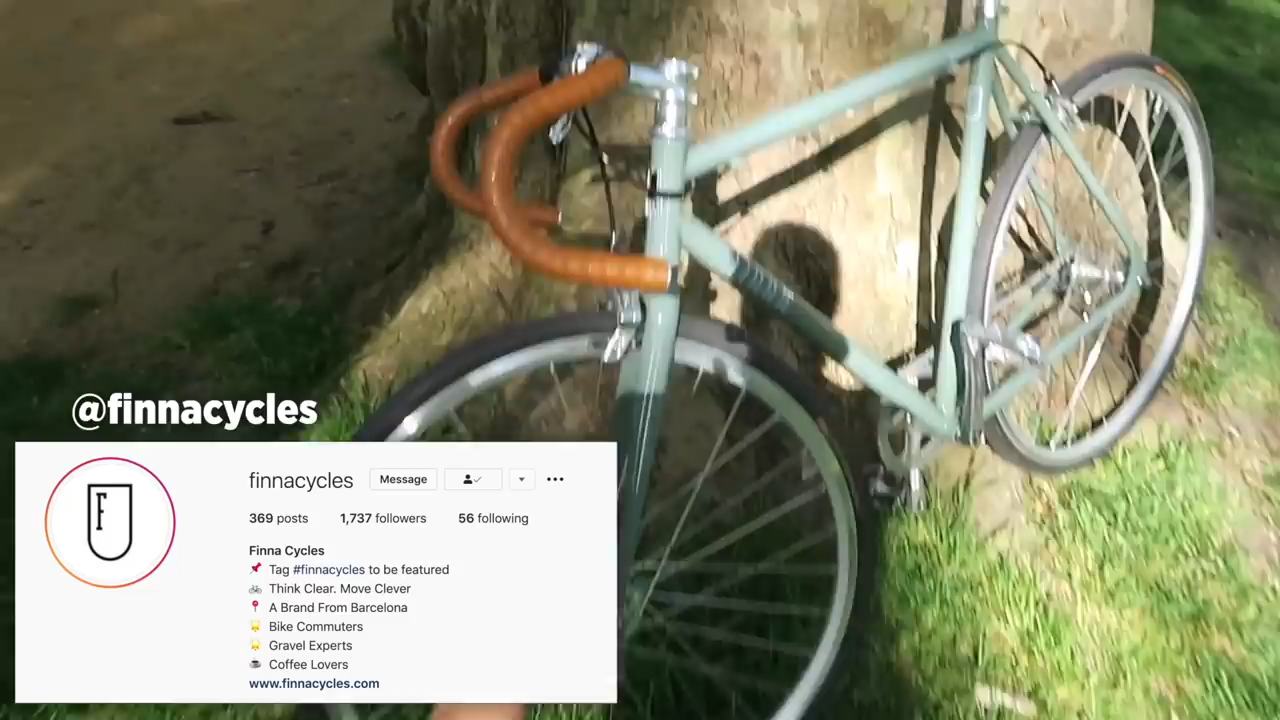 @finnacycles
F
finnacycles Message
369 posts 1,737 followers 56 following
Finna Cycles
Tag #finnacycles to be featured
Think Clear. Move Clever
A Brand From Barcelona
Bike Commuters
Gravel Experts
Coffee Lovers
www.finnacycles.com